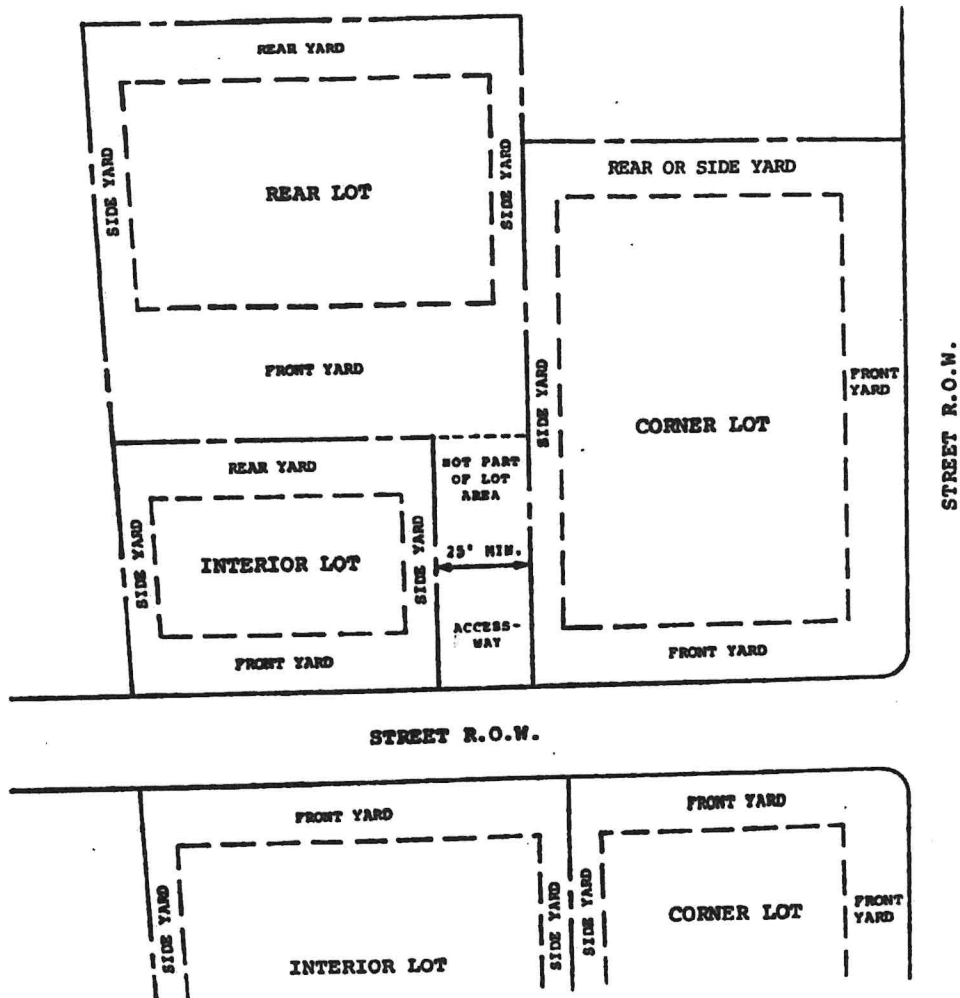 REAR YARD
SIDE YARD
REAR LOT
SIDE YARD
REAR OR SIDE YARD
FRONT YARD
SIDE YARD
CORNER LOT
FRONT
YARD
STREET R.O.W.
REAR YARD
NOT PART
OF LOT
AREA
SIDE YARD
INTERIOR LOT
SIDE YARD
25' MIN.
ACCESS-
WAY
FRONT YARD
FRONT YARD
STREET R.O.W.
FRONT YARD
FRONT YARD
SIDE YARD
INTERIOR LOT
SIDE YARD
SIDE YARD
CORNER LOT
FRONT
YARD